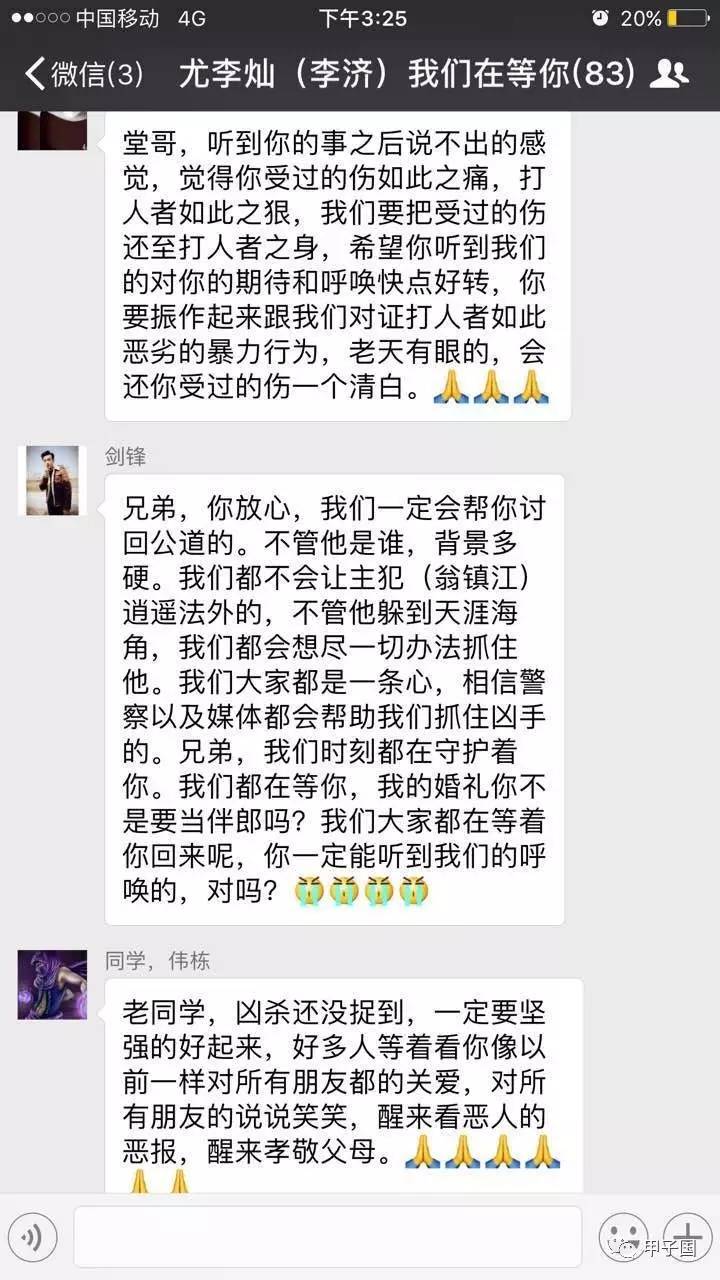 中国移动 4G 下午3:25 20%
微信(3) 尤李灿（李济）我们在等你(83)
堂哥，听到你的事之后说不出的感
觉，觉得你受过的伤如此之痛，打
人者如此之狠，我们要把受过的伤
还至打人者之身，希望你听到我们
的对你的期待和呼唤快点好转，你
要振作起来跟我们对证打人者如此
恶劣的暴力行为，老天有眼的，会
还你受过的伤一个清白。🙏🙏🙏
剑锋
兄弟，你放心，我们一定会帮你讨
回公道的。不管他是谁，背景多
硬。我们都不会让主犯（翁镇江）
逍遥法外的，不管他躲到天涯海
角，我们都会想尽一切办法抓住
他。我们大家都是一条心，相信警
察以及媒体都会帮助我们抓住凶手
的。兄弟，我们时刻都在守护着
你。我们都在等你，我的婚礼你不
是要当伴郎吗？我们大家都在等着
你回来呢，你一定能听到我们的呼
唤的，对吗？😭😭😭😭
同学，伟栋
老同学，凶杀还没捉到，一定要坚
强的好起来，好多人等着看你像以
前一样对所有朋友都的关爱，对所
有朋友的说说笑笑，醒来看恶人的
恶报，醒来孝敬父母。🙏🙏🙏🙏
🙏🙏
甲子国